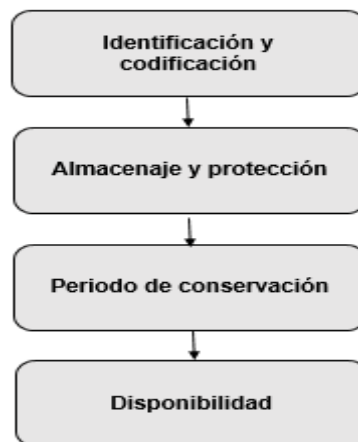 Identificación y
codificación
Almacenaje y protección
Periodo de conservación
Disponibilidad